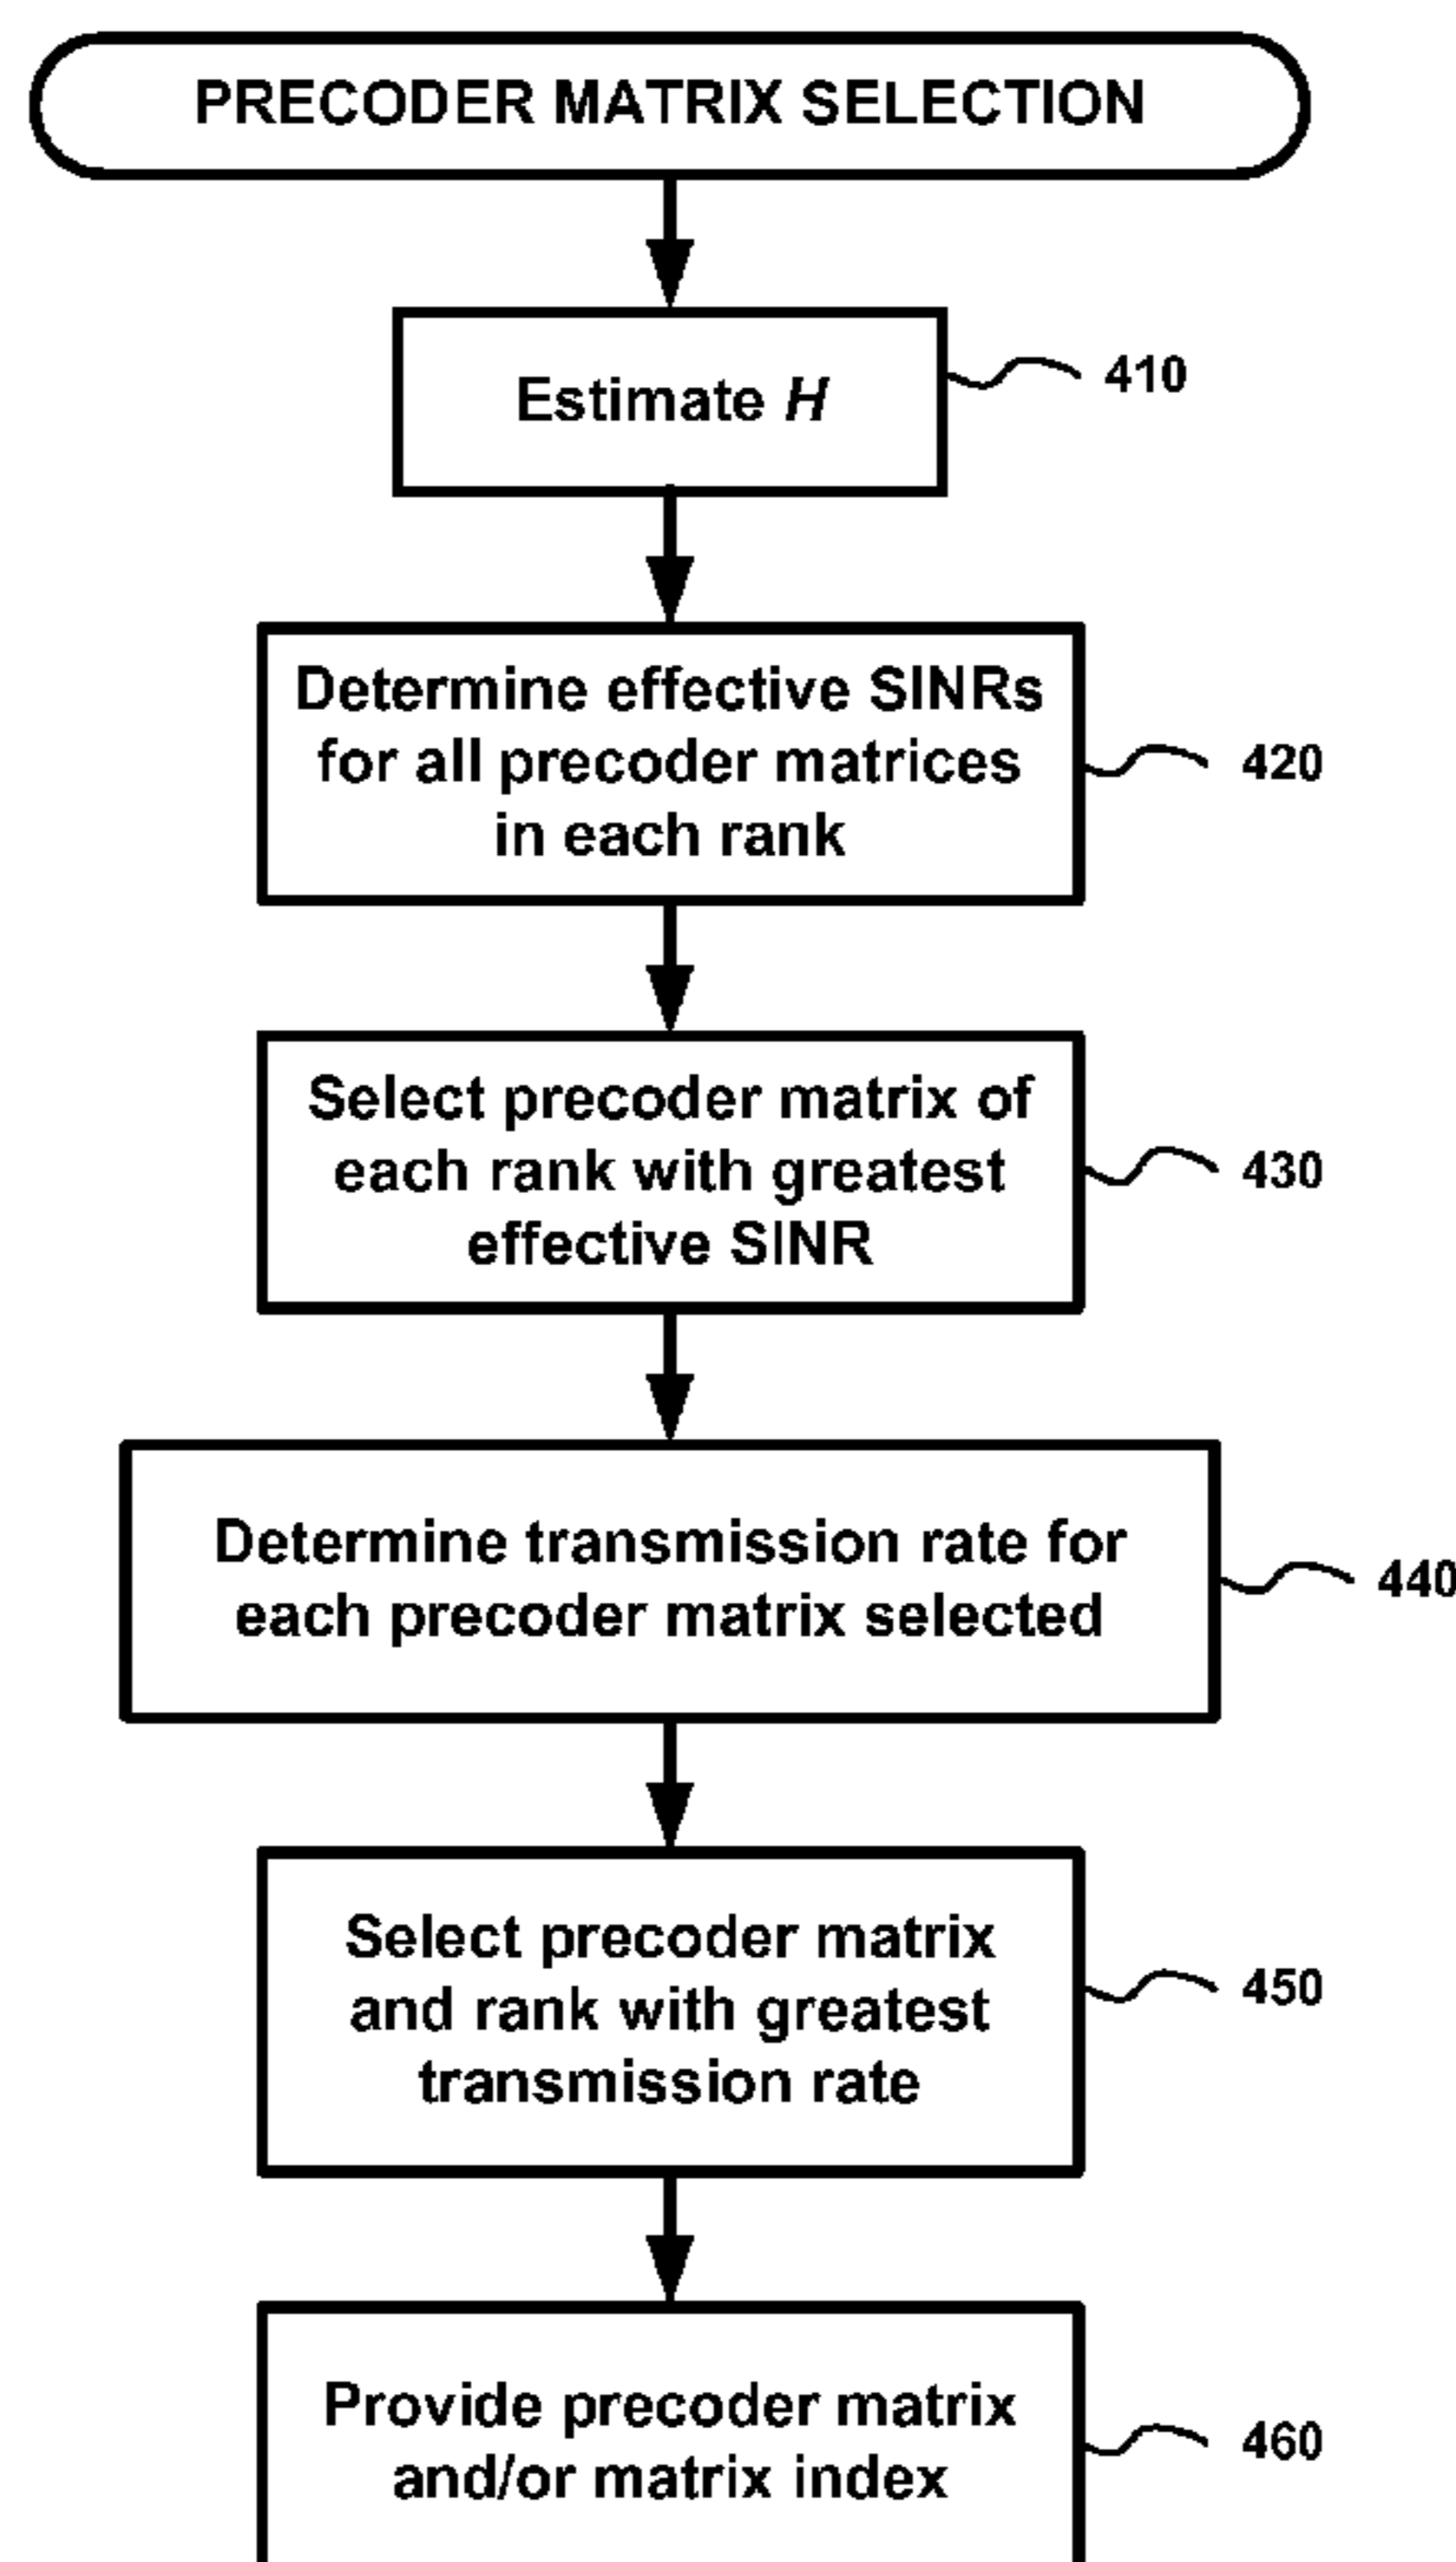 PRECODER MATRIX SELECTION
Estimate H
410
Determine effective SINRs
for all precoder matrices
in each rank
420
Select precoder matrix of
each rank with greatest
effective SINR
430
Determine transmission rate for
each precoder matrix selected
440
Select precoder matrix
and rank with greatest
transmission rate
450
Provide precoder matrix
and/or matrix index
460